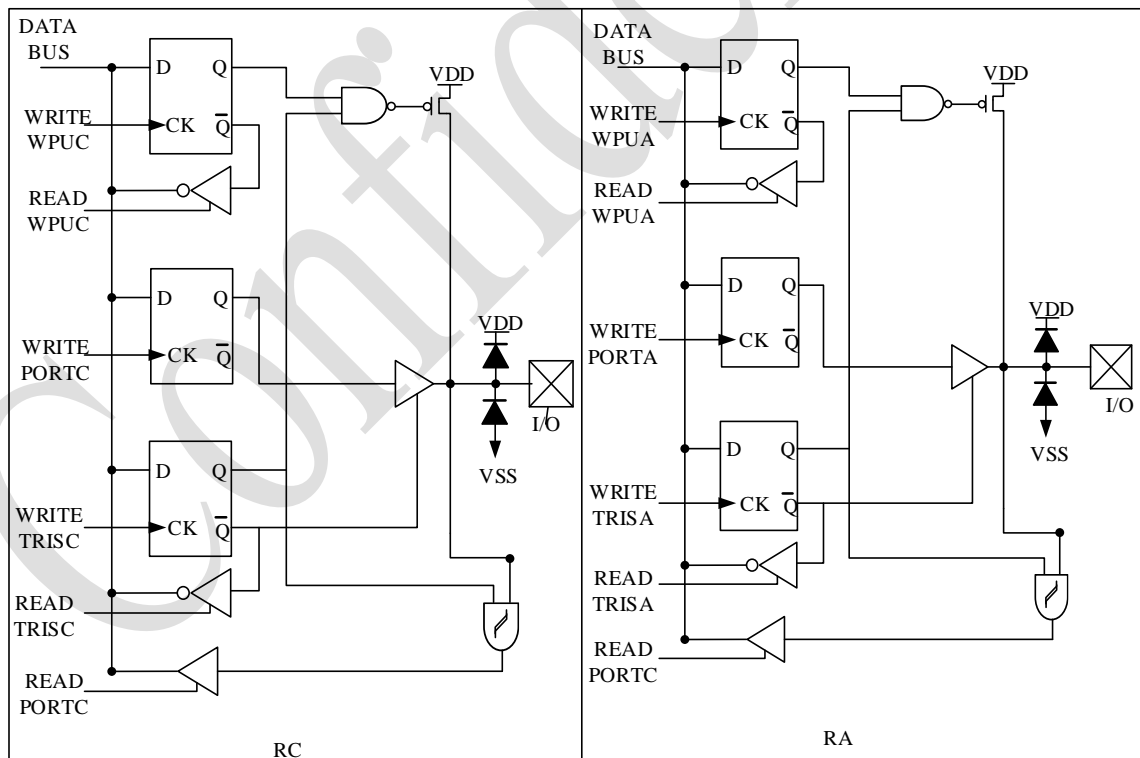 DATA
BUS
D
Q
WRITE
WPUC
CK
Q
READ
WPUC
VDD
D
Q
WRITE
PORTC
CK
Q
VDD
I/O
VSS
D
Q
WRITE
TRISC
CK
Q
READ
TRISC
READ
PORTC
RC
DATA
BUS
D
Q
WRITE
WPUA
CK
Q
READ
WPUA
VDD
D
Q
WRITE
PORTA
CK
Q
VDD
I/O
VSS
D
Q
WRITE
TRISA
CK
Q
READ
TRISA
READ
PORTC
RA